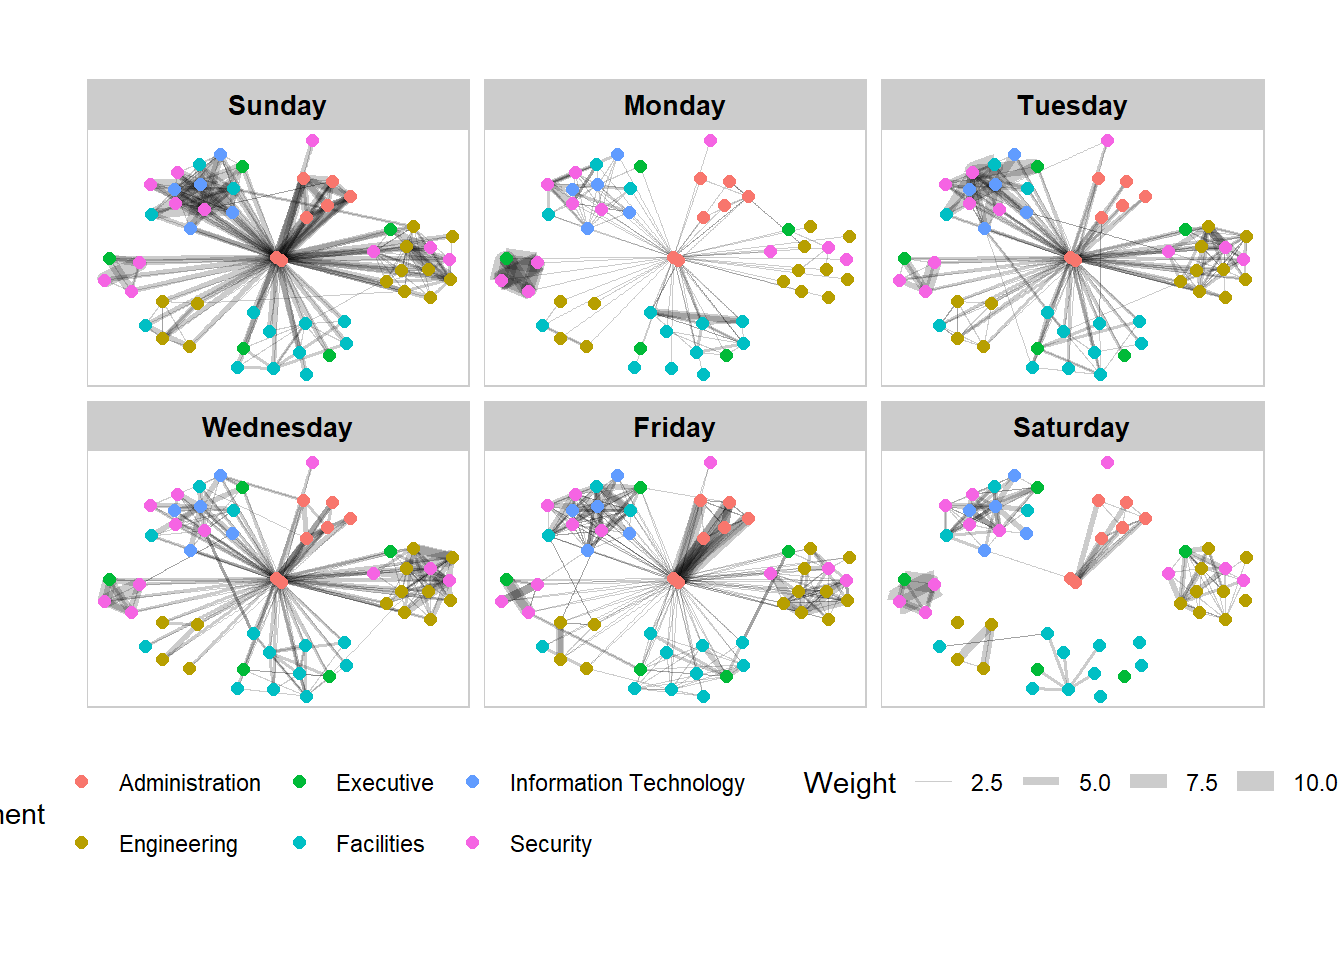 Sunday
Monday
Tuesday
Wednesday
Friday
Saturday
Administration
Executive
Information Technology
Weight
2.5
5.0
7.5
10.0
Engineering
Facilities
Security